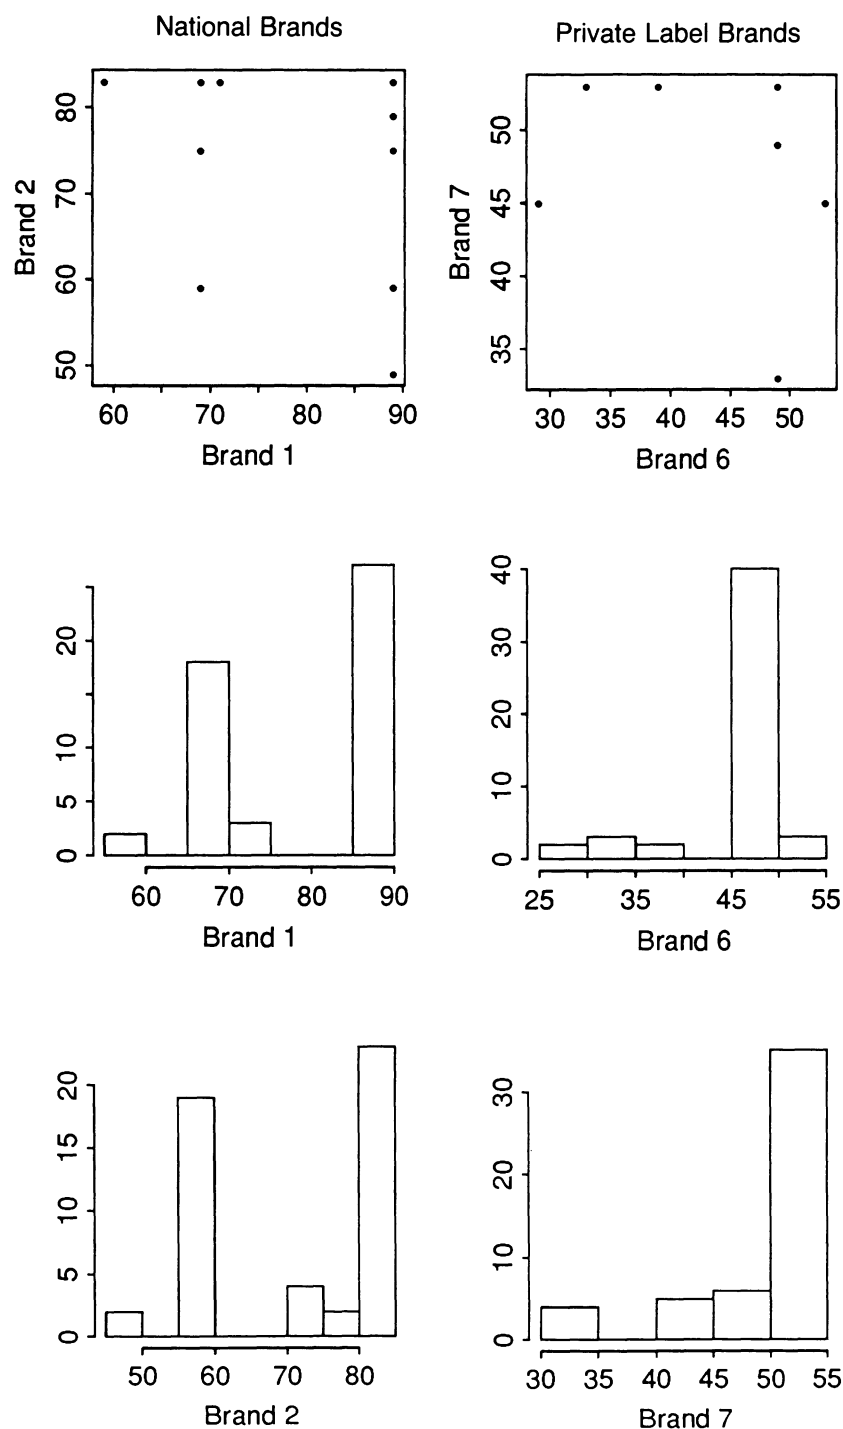 National Brands
Private Label Brands
80
70
60
50
Brand 2
60 70 80 90
Brand 1
50
45
40
35
Brand 7
30 35 40 45 50
Brand 6
20
10
5
0
60 70 80 90
Brand 1
40
30
20
10
0
25 35 45 55
Brand 6
20
15
10
5
0
50 60 70 80
Brand 2
30
20
10
0
30 35 40 45 50 55
Brand 7